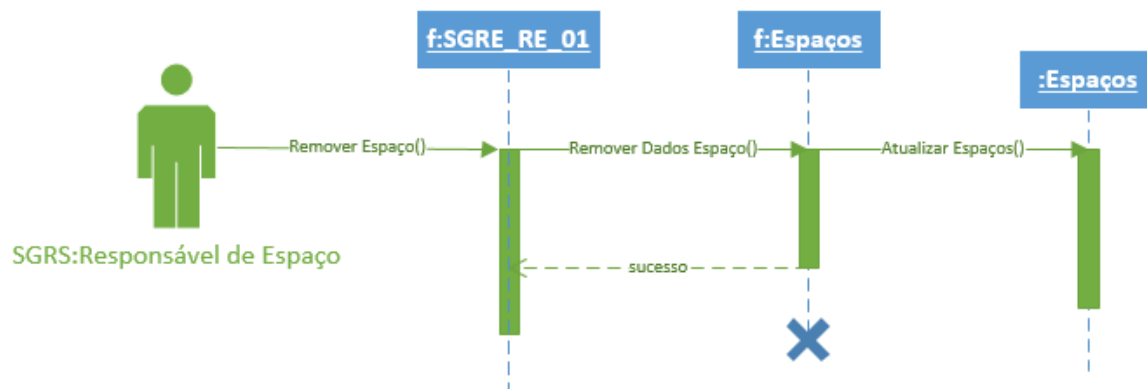 f:SGRE_RE_01
f:Espaços
:Espaços
Remover Espaço()
Remover Dados Espaço()
Atualizar Espaços()
SGRS:Responsável de Espaço
sucesso